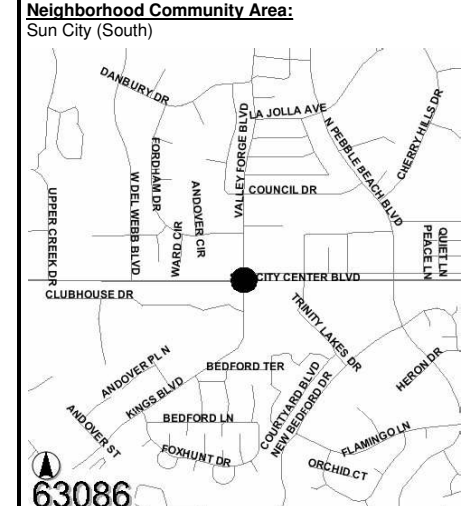 Neighborhood Community Area:
Sun City (South)
DANBURY DR
LA JOLLA AVE
CHERRY HILLS DR
FORDHAM DR
VALLEY FORGE BLVD
N PEBBLE BEACH BLVD
UPPER CREEK DR
W DEL WEBB BLVD
WARD CIR
ANDOVER CIR
COUNCIL DR
PEACE LN
QUIET LN
CITY CENTER BLVD
CLUBHOUSE DR
TRINITY LAKES DR
ANDOVER PL N
BEDFORD TER
HERON DR
KINGS BLVD
COURTYARD BLVD
NEW BEDFORD DR
ANDOVER ST
BEDFORD LN
FLAMINGO LN
FOXHUNT DR
ORCHID CT
63086